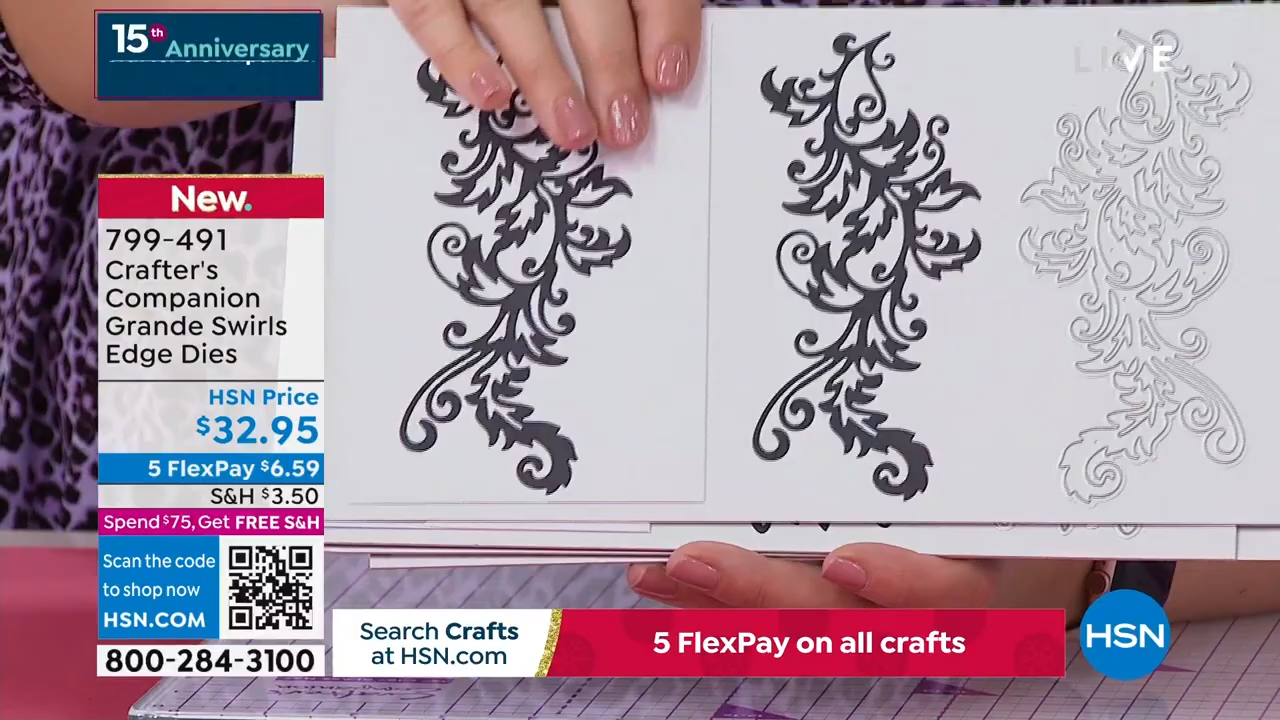 15th Anniversary
LIVE
New.
799-491
Crafter's
Companion
Grande Swirls
Edge Dies
HSN Price
$32.95
5 FlexPay $6.59
S&H $3.50
Spend $75, Get FREE S&H
Scan the code
to shop now
HSN.COM
800-284-3100
Search Crafts
at HSN.com
5 FlexPay on all crafts
HSN